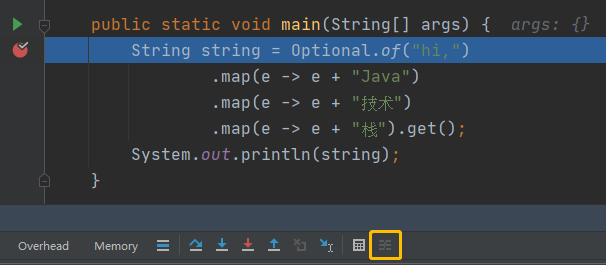 public static void main(String[] args) { args: {}
String string = Optional.of("hi,")
.map(e -> e + "Java")
.map(e -> e + "技术")
.map(e -> e + "栈").get();
System.out.println(string);
}
Overhead Memory